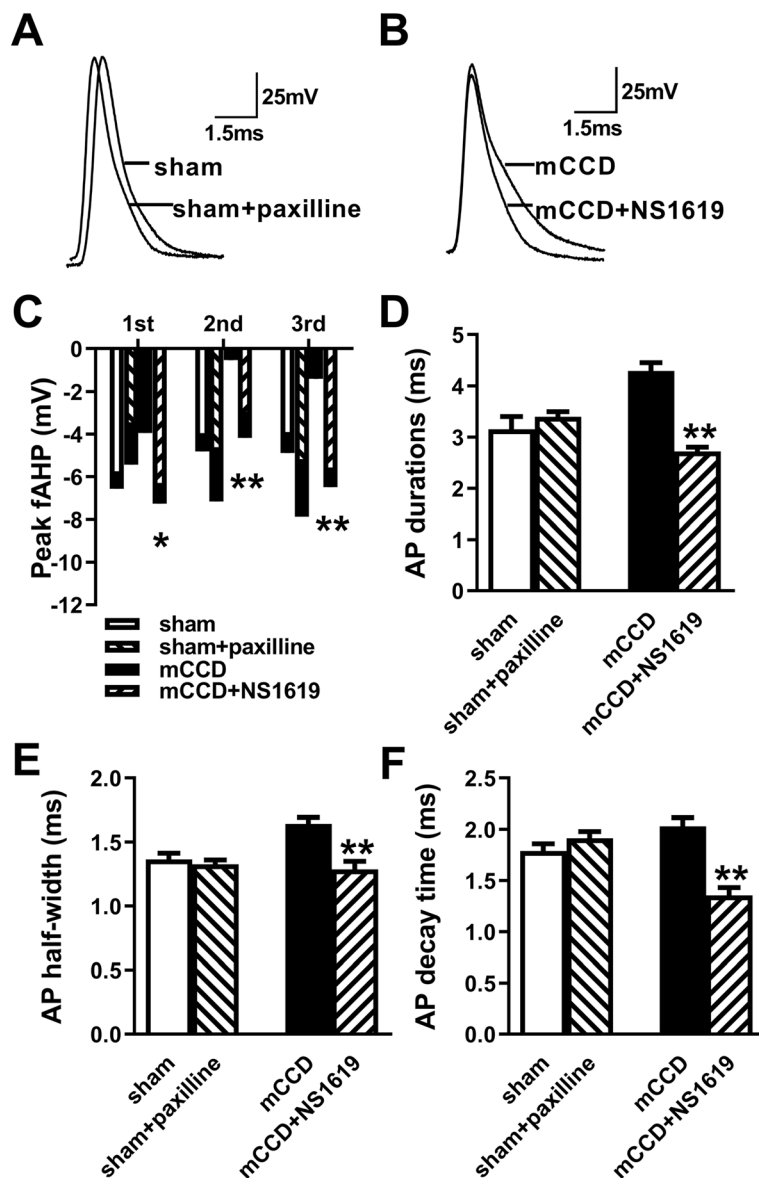 A
25mV
1.5ms
sham
sham+paxilline
B
25mV
1.5ms
mCCD
mCCD+NS1619
C
1st 2nd 3rd
Peak fAHP (mV)
0
-2
-4
-6
-8
-10
-12
*
**
**
sham
sham+paxilline
mCCD
mCCD+NS1619
D
AP durations (ms)
5
4
3
2
1
0
**
sham
sham+paxilline
mCCD
mCCD+NS1619
E
AP half-width (ms)
2.0
1.5
1.0
0.5
0.0
**
sham
sham+paxilline
mCCD
mCCD+NS1619
F
AP decay time (ms)
2.5
2.0
1.5
1.0
0.5
0.0
**
sham
sham+paxilline
mCCD
mCCD+NS1619